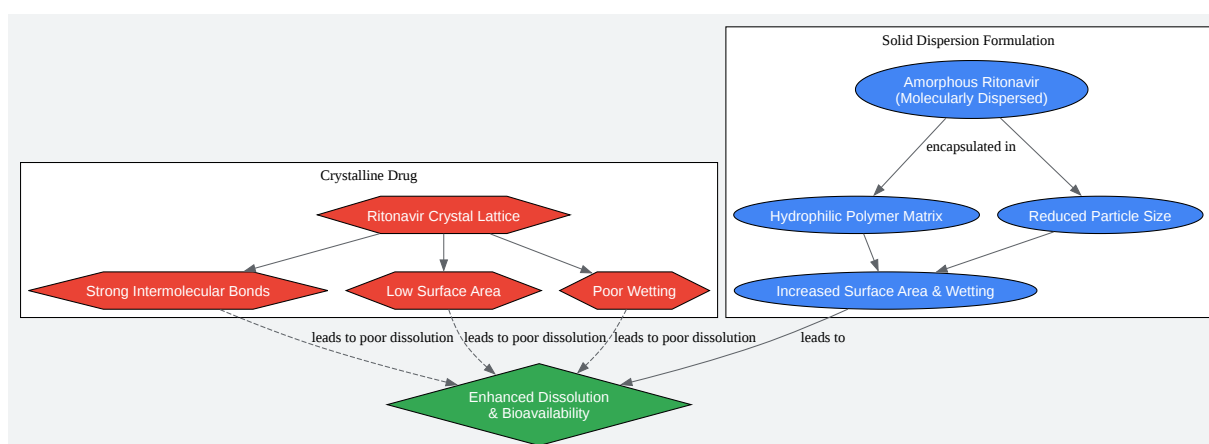 Solid Dispersion Formulation
Amorphous Ritonavir
(Molecularly Dispersed)
encapsulated in
Hydrophilic Polymer Matrix
Reduced Particle Size
Increased Surface Area & Wetting
leads to
Crystalline Drug
Ritonavir Crystal Lattice
Strong Intermolecular Bonds
Low Surface Area
Poor Wetting
leads to poor dissolution
leads to poor dissolution
leads to poor dissolution
Enhanced Dissolution
& Bioavailability